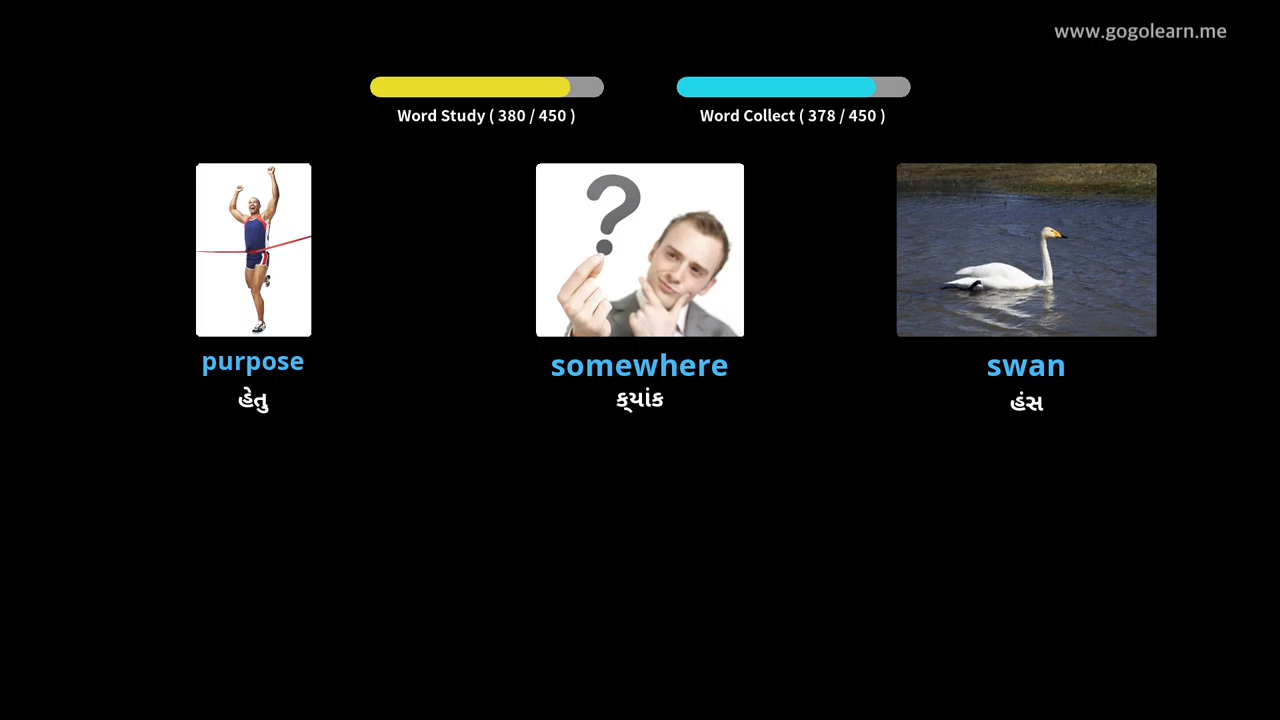 www.gogolearn.me
Word Study ( 380 / 450 )
Word Collect ( 378 / 450 )
purpose
somewhere
swan
હેતુ
ક્યાંક
હંસ